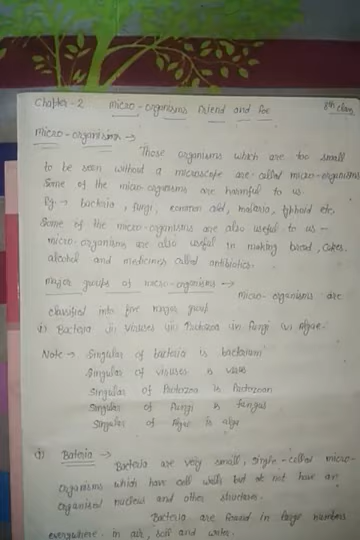 Chapter-2 Micro-organisms Friend and foe 8th class
Micro-organism →
Those organisms which are too small
to be seen without a microscope are called micro-organisms
Some of the micro-organisms are harmful to us.
Eg → bacteria, fungi, common cold, malaria, typhoid etc
Some of the micro-organisms are also useful to us -
micro-organisms are also useful in making bread, cakes.
alcohol and medicines called antibiotics.
Major groups of micro-organisms →
micro-organisms are
classified into five major group
i) Bacteria ii) Viruses iii) Protozoa iv) Fungi v) Algae.
Note → Singular of bacteria is bacterium
Singular of viruses is virus
Singular of Protozoa is Protozoan
Singular of Fungi is fungus
Singular of Algae is alga
i) Bateria →
Bateria are very small, single-celled micro-
organisms which have cell walls but do not have an
organised nucleus and other structures.
Bacteria are found in large numbers
everywhere in air, soil and water.